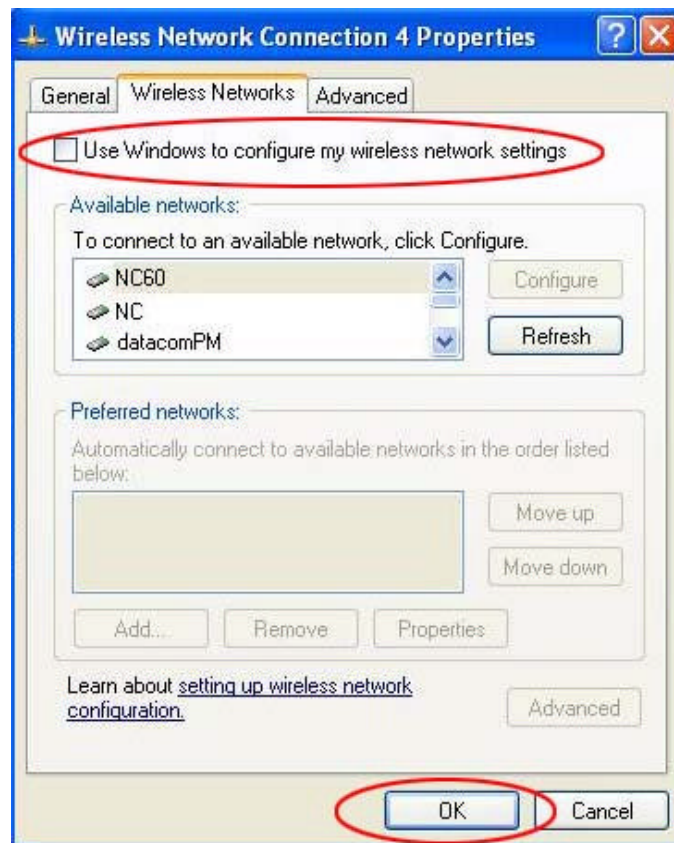 Wireless Network Connection 4 Properties
General
Wireless Networks
Advanced
Use Windows to configure my wireless network settings
Available networks:
To connect to an available network, click Configure.
NC60
NC
datacomPM
Configure
Refresh
Preferred networks:
Automatically connect to available networks in the order listed
below:
Move up
Move down
Add...
Remove
Properties
Learn about setting up wireless network
configuration.
Advanced
OK
Cancel